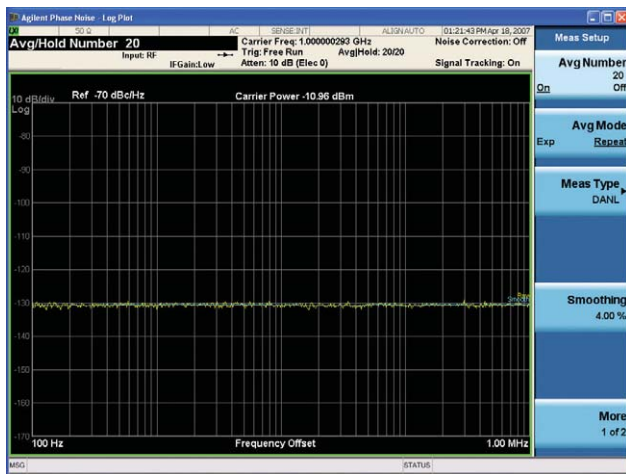 Agilent Phase Noise - Log Plot
50 Ω AC SENSE:INT ALIGN AUTO 01:21:43 PM Apr 18, 2007
Avg/Hold Number 20
Carrier Freq: 1.000000293 GHz Noise Correction: Off
Input: RF Trig: Free Run Avg|Hold: 20/20
IFGain:Low Atten: 10 dB (Elec 0) Signal Tracking: On
10 dB/div Ref -70 dBc/Hz Carrier Power -10.96 dBm
Log
-80
-90
-100
-110
-120
-130
-140
-150
-160
-170
100 Hz Frequency Offset 1.00 MHz
MSG STATUS
Meas Setup
Avg Number
20
On Off
Avg Mode
Exp Repeat
Meas Type
DANL
Smoothing
4.00 %
More
1 of 2